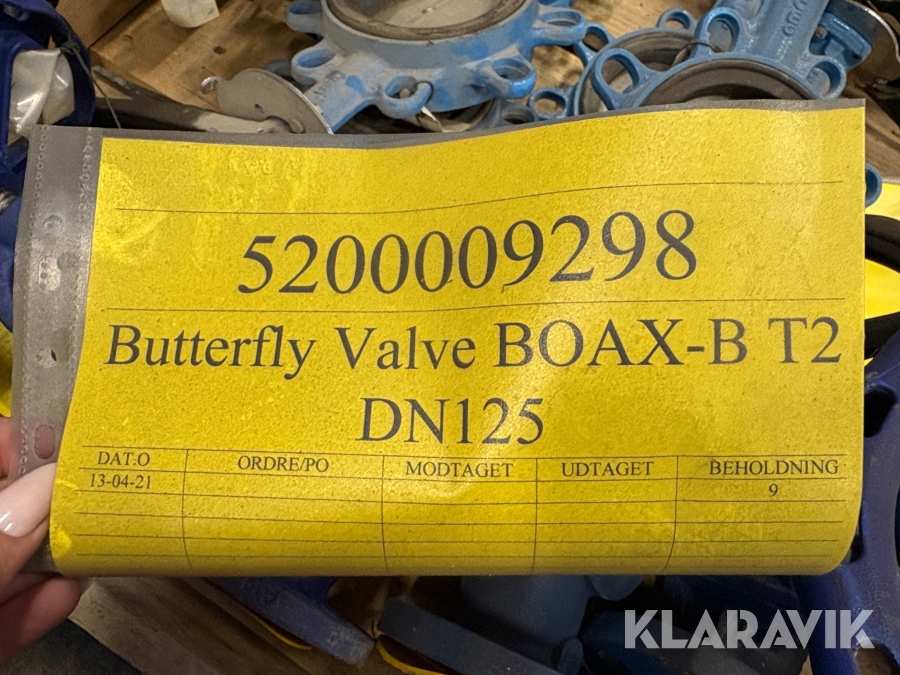 5200009298
Butterfly Valve BOAX-B T2
DN125
DAT.O ORDRE/PO MODTAGET UDTAGET BEHOLDNING
13-04-21 9
KLARAVIK